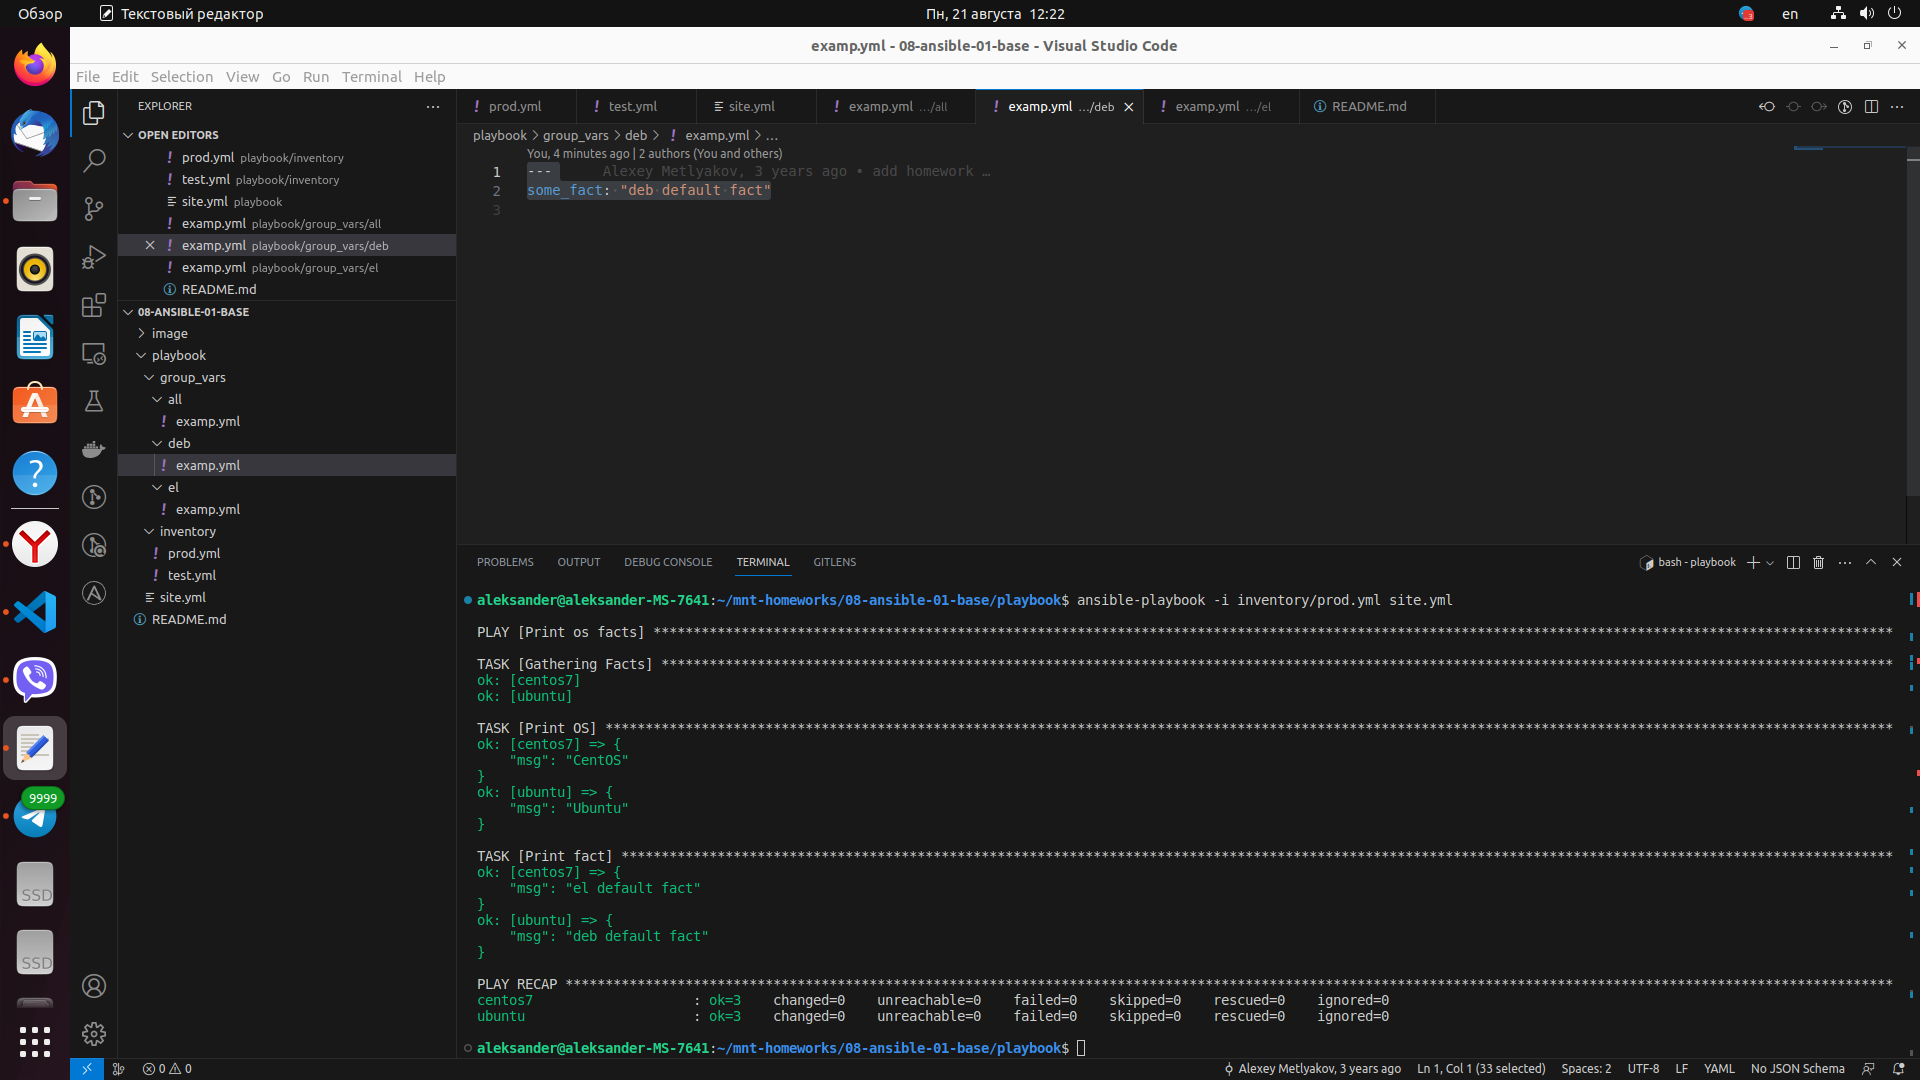 Обзор
Текстовый редактор
Пн, 21 августа 12:22
en
examp.yml - 08-ansible-01-base - Visual Studio Code
File Edit Selection View Go Run Terminal Help
EXPLORER
OPEN EDITORS
! prod.yml playbook/inventory
! test.yml playbook/inventory
site.yml playbook
! examp.yml playbook/group_vars/all
! examp.yml playbook/group_vars/deb
! examp.yml playbook/group_vars/el
README.md
08-ANSIBLE-01-BASE
image
playbook
group_vars
all
! examp.yml
deb
! examp.yml
el
! examp.yml
inventory
! prod.yml
! test.yml
site.yml
README.md
! prod.yml ! test.yml site.yml ! examp.yml .../all ! examp.yml .../deb ! examp.yml .../el README.md
playbook > group_vars > deb > ! examp.yml > ...
You, 4 minutes ago | 2 authors (You and others)
1 --- Alexey Metlyakov, 3 years ago • add homework …
2 some_fact: "deb default fact"
3
PROBLEMS OUTPUT DEBUG CONSOLE TERMINAL GITLENS
bash - playbook
aleksander@aleksander-MS-7641:~/mnt-homeworks/08-ansible-01-base/playbook$ ansible-playbook -i inventory/prod.yml site.yml
PLAY [Print os facts] ***********************************************************************************************************************************************************
TASK [Gathering Facts] **********************************************************************************************************************************************************
ok: [centos7]
ok: [ubuntu]
TASK [Print OS] *****************************************************************************************************************************************************************
ok: [centos7] => {
    "msg": "CentOS"
}
ok: [ubuntu] => {
    "msg": "Ubuntu"
}
TASK [Print fact] ***************************************************************************************************************************************************************
ok: [centos7] => {
    "msg": "el default fact"
}
ok: [ubuntu] => {
    "msg": "deb default fact"
}
PLAY RECAP **********************************************************************************************************************************************************************
centos7 : ok=3 changed=0 unreachable=0 failed=0 skipped=0 rescued=0 ignored=0
ubuntu : ok=3 changed=0 unreachable=0 failed=0 skipped=0 rescued=0 ignored=0
aleksander@aleksander-MS-7641:~/mnt-homeworks/08-ansible-01-base/playbook$
9999
SSD
SSD
0 0
Alexey Metlyakov, 3 years ago Ln 1, Col 1 (33 selected) Spaces: 2 UTF-8 LF YAML No JSON Schema